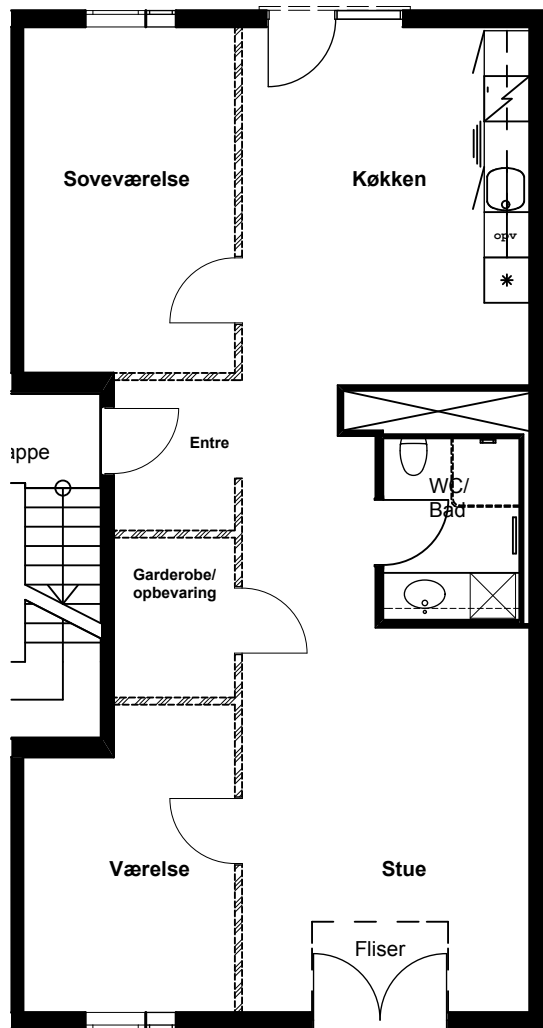 Soveværelse
Køkken
opv
appe
Entre
WC/
Bad
Garderobe/
opbevaring
Værelse
Stue
Fliser